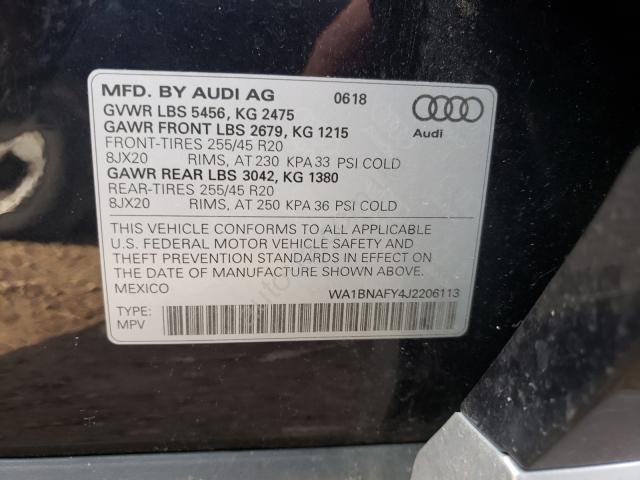 MFD. BY AUDI AG 0618
GVWR LBS 5456, KG 2475
GAWR FRONT LBS 2679, KG 1215
FRONT-TIRES 255/45 R20
8JX20 RIMS, AT 230 KPA 33 PSI COLD
GAWR REAR LBS 3042, KG 1380
REAR-TIRES 255/45 R20
8JX20 RIMS, AT 250 KPA 36 PSI COLD
Audi
THIS VEHICLE CONFORMS TO ALL APPLICABLE
U.S. FEDERAL MOTOR VEHICLE SAFETY AND
THEFT PREVENTION STANDARDS IN EFFECT ON THE
DATE OF MANUFACTURE SHOWN ABOVE.
MEXICO WA1BNAFY4J2206113
TYPE:
MPV